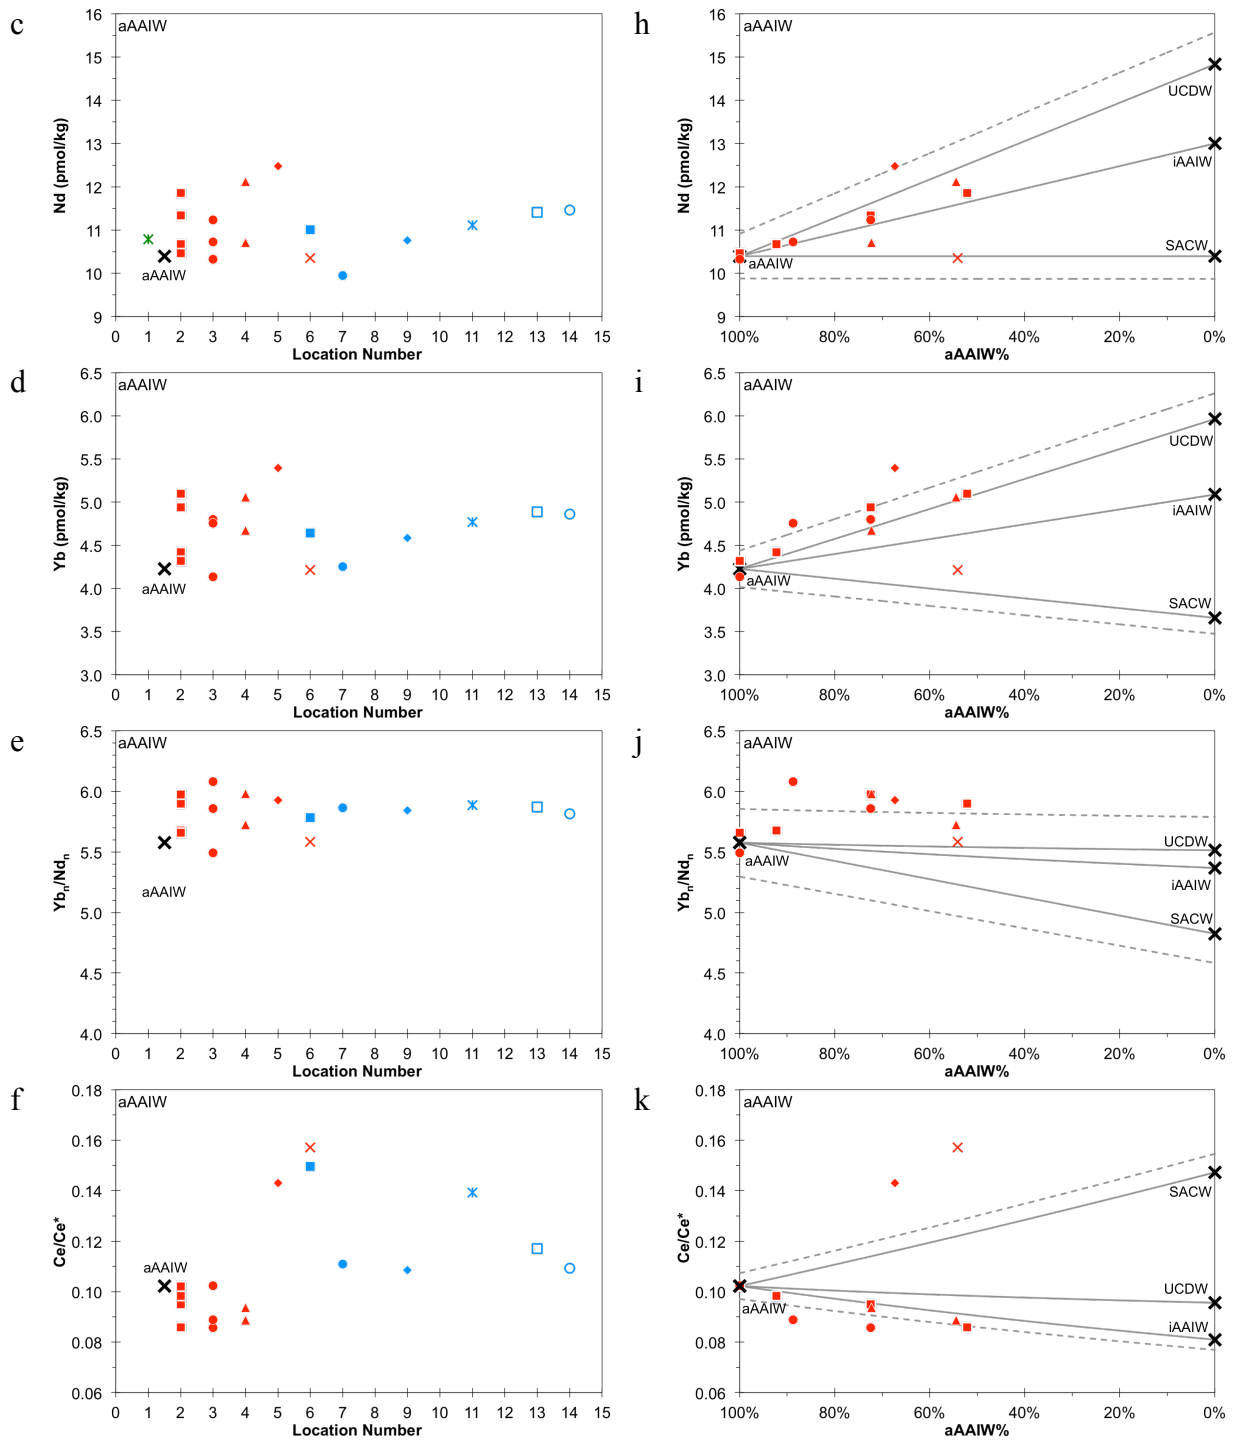 c
aAAIW
16
15
14
13
12
11
10
9
Nd (pmol/kg)
aAAIW
0 1 2 3 4 5 6 7 8 9 10 11 12 13 14 15
Location Number
h
aAAIW
16
15
14
13
12
11
10
9
Nd (pmol/kg)
UCDW
iAAIW
SACW
aAAIW
100% 80% 60% 40% 20% 0%
aAAIW%
d
aAAIW
6.5
6.0
5.5
5.0
4.5
4.0
3.5
3.0
Yb (pmol/kg)
aAAIW
0 1 2 3 4 5 6 7 8 9 10 11 12 13 14 15
Location Number
i
aAAIW
6.5
6.0
5.5
5.0
4.5
4.0
3.5
3.0
Yb (pmol/kg)
UCDW
iAAIW
aAAIW
SACW
100% 80% 60% 40% 20% 0%
aAAIW%
e
aAAIW
6.5
6.0
5.5
5.0
4.5
4.0
Ybn/Ndn
aAAIW
0 1 2 3 4 5 6 7 8 9 10 11 12 13 14 15
Location Number
j
aAAIW
6.5
6.0
5.5
5.0
4.5
4.0
Ybn/Ndn
UCDW
aAAIW
iAAIW
SACW
100% 80% 60% 40% 20% 0%
aAAIW%
f
aAAIW
0.18
0.16
0.14
0.12
0.10
0.08
0.06
Ce/Ce*
aAAIW
0 1 2 3 4 5 6 7 8 9 10 11 12 13 14 15
Location Number
k
aAAIW
0.18
0.16
0.14
0.12
0.10
0.08
0.06
Ce/Ce*
SACW
UCDW
aAAIW
iAAIW
100% 80% 60% 40% 20% 0%
aAAIW%